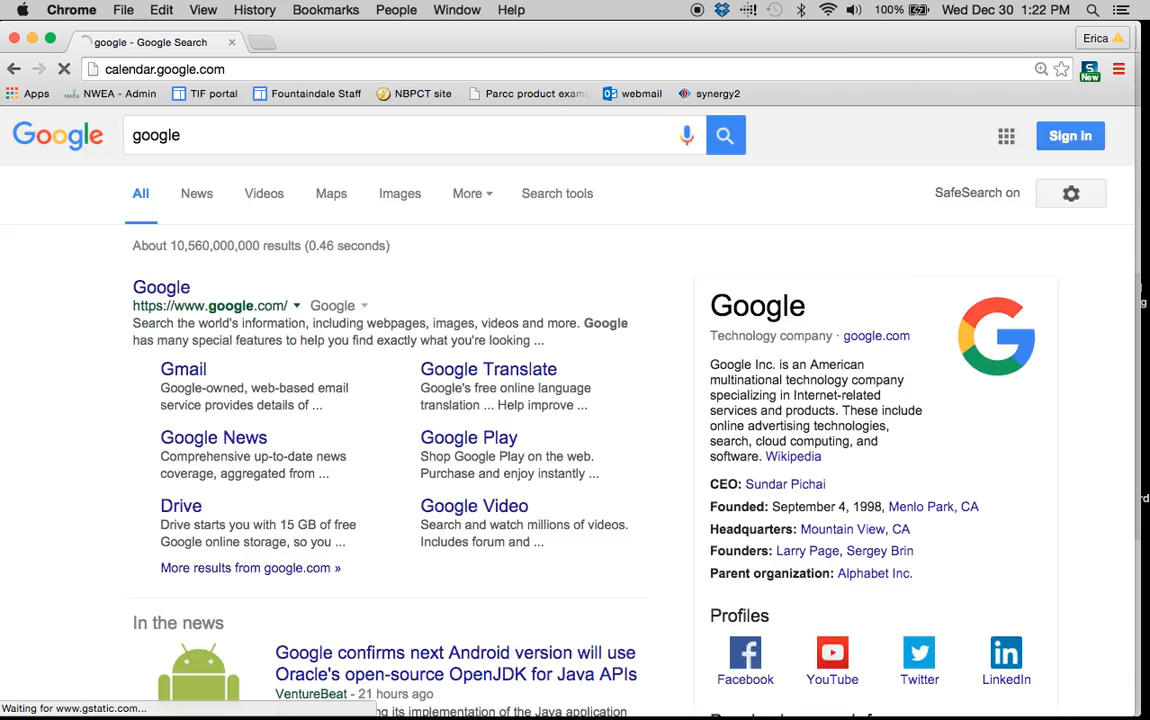 Chrome File Edit View History Bookmarks People Window Help 100% Wed Dec 30 1:22 PM
google - Google Search Erica
calendar.google.com
Apps NWEA - Admin TIF portal Fountaindale Staff NBPCT site Parcc product exam webmail synergy2
S New
Google google Sign in
All News Videos Maps Images More Search tools SafeSearch on
About 10,560,000,000 results (0.46 seconds)
Google
https://www.google.com/ Google
Search the world's information, including webpages, images, videos and more. Google
has many special features to help you find exactly what you're looking ...
Gmail
Google-owned, web-based email
service provides details of ...
Google Translate
Google's free online language
translation ... Help improve ...
Google News
Comprehensive up-to-date news
coverage, aggregated from ...
Google Play
Shop Google Play on the web.
Purchase and enjoy instantly ...
Drive
Drive starts you with 15 GB of free
Google online storage, so you ...
Google Video
Search and watch millions of videos.
Includes forum and ...
More results from google.com »
In the news
Google confirms next Android version will use
Oracle's open-source OpenJDK for Java APIs
VentureBeat - 21 hours ago
ng its implementation of the Java application
Google
Technology company · google.com
G
Google Inc. is an American
multinational technology company
specializing in Internet-related
services and products. These include
online advertising technologies,
search, cloud computing, and
software. Wikipedia
CEO: Sundar Pichai
Founded: September 4, 1998, Menlo Park, CA
Headquarters: Mountain View, CA
Founders: Larry Page, Sergey Brin
Parent organization: Alphabet Inc.
Profiles
Facebook YouTube Twitter LinkedIn
Waiting for www.gstatic.com...